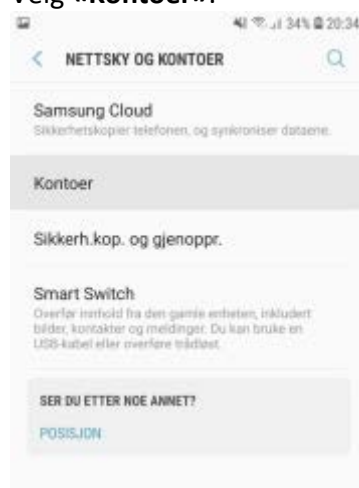 Velg «Kontoer».
34% 20:34
NETTSKY OG KONTOER
Samsung Cloud
Sikkerhetskopier telefonen, og synkroniser dataene.
Kontoer
Sikkerh.kop. og gjenoppr.
Smart Switch
Overfør innhold fra den gamle enheten, inkludert
bilder, kontakter og meldinger. Du kan bruke en
USB-kabel eller overføre trådløst.
SER DU ETTER NOE ANNET?
POSISJON